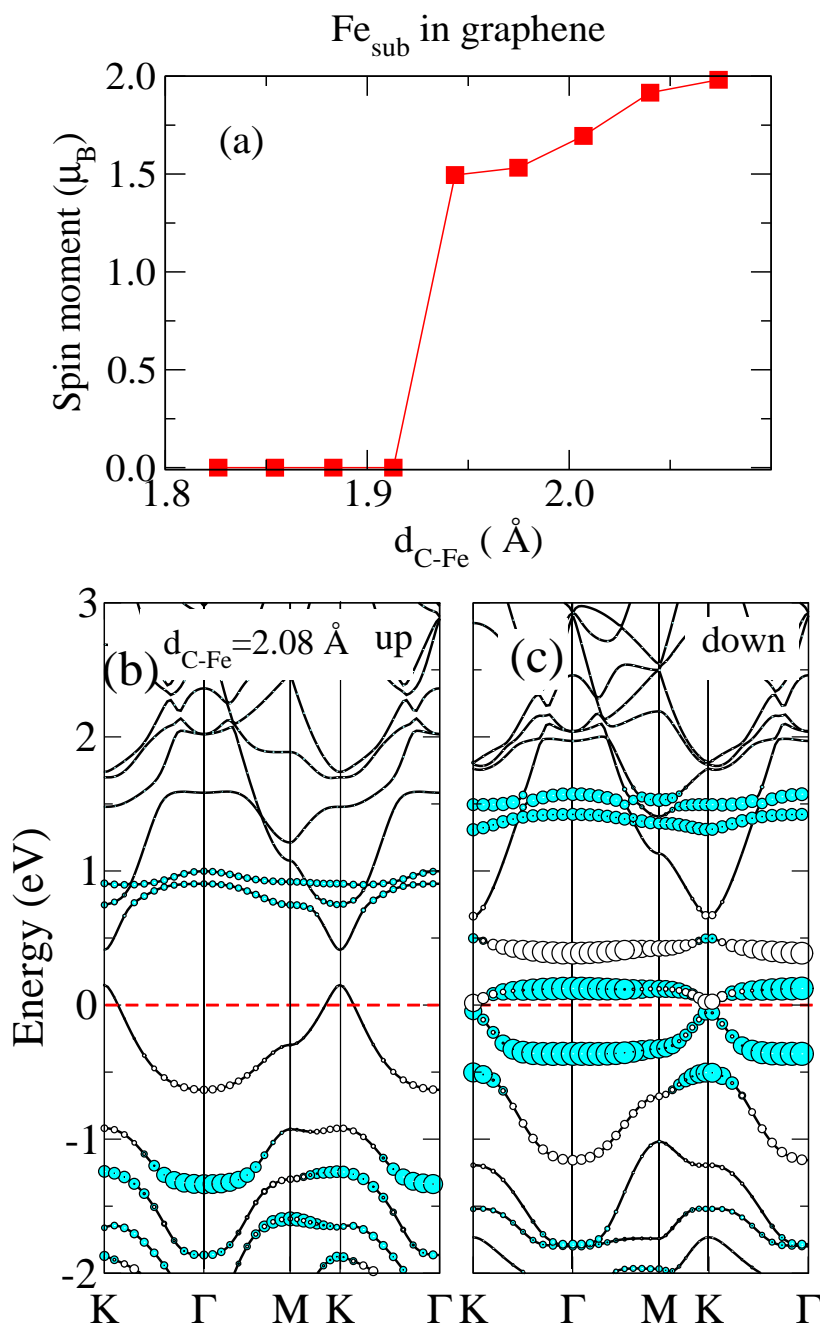 Fe_sub in graphene
2.0
1.5
1.0
0.5
0.0
Spin moment (μ_B)
(a)
1.8 1.9 2.0
d_C-Fe ( Å)
3
2
1
0
-1
-2
Energy (eV)
(b) d_C-Fe=2.08 Å up
(c) down
K Γ M K Γ
K Γ M K Γ